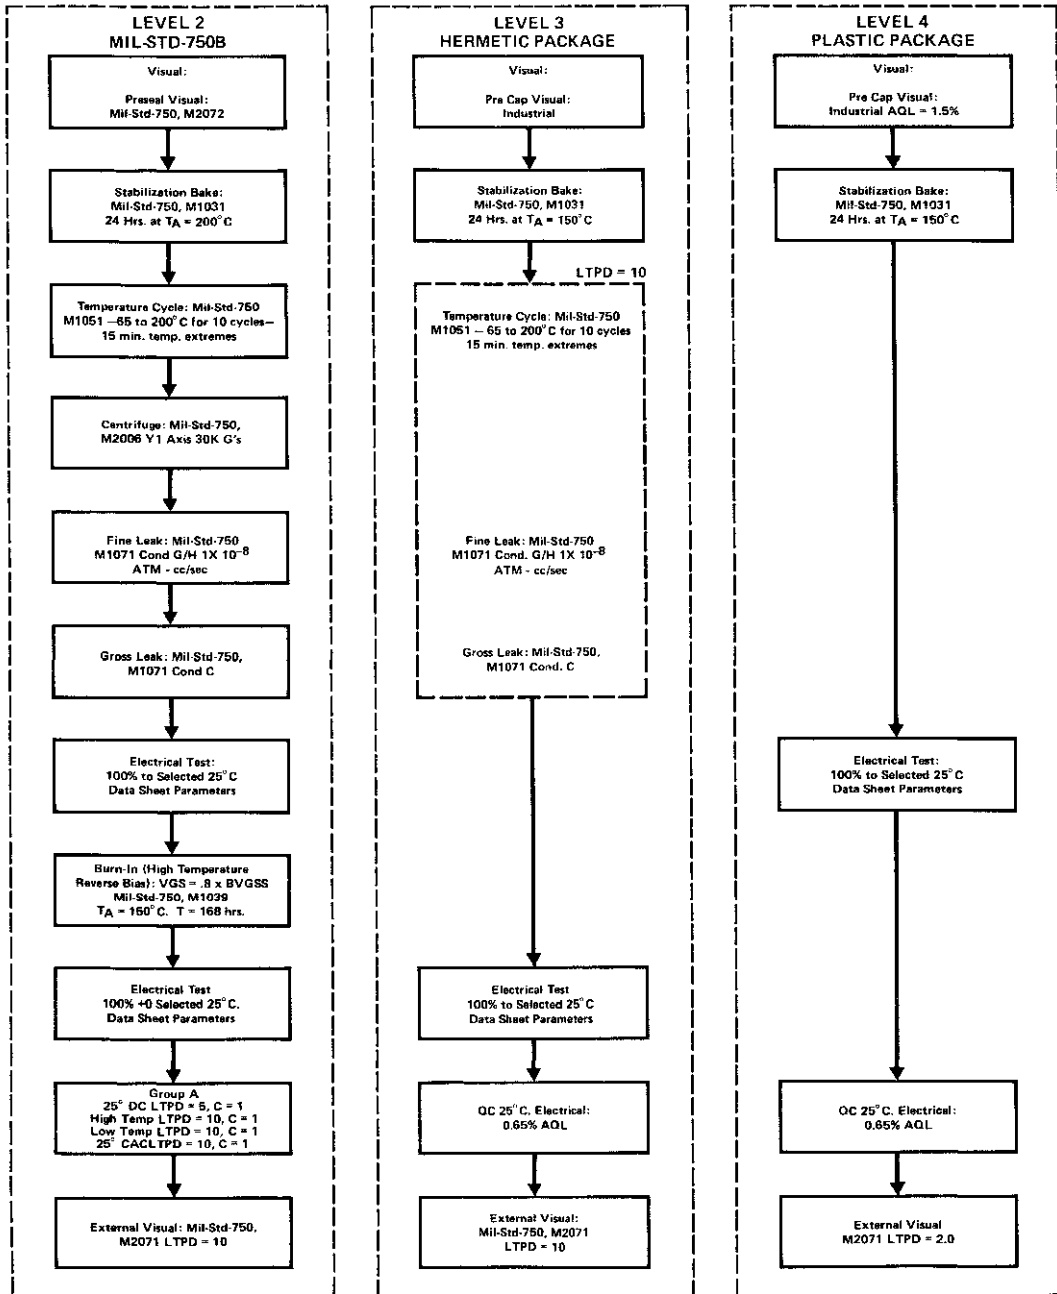 LEVEL 2
MIL-STD-750B
Visual:
Preseal Visual:
Mil-Std-750, M2072
Stabilization Bake:
Mil-Std-750, M1031
24 Hrs. at TA = 200°C
Temperature Cycle: Mil-Std-750
M1051 –65 to 200°C for 10 cycles–
15 min. temp. extremes
Centrifuge: Mil-Std-750,
M2006 Y1 Axis 30K G's
Fine Leak: Mil-Std-750
M1071 Cond G/H 1X 10⁻⁸
ATM - cc/sec
Gross Leak: Mil-Std-750,
M1071 Cond C
Electrical Test:
100% to Selected 25°C
Data Sheet Parameters
Burn-In (High Temperature
Reverse Bias): VGS = .8 x BVGSS
Mil-Std-750, M1039
TA = 150°C. T = 168 hrs.
Electrical Test
100% +0 Selected 25°C.
Data Sheet Parameters
Group A
25° DC LTPD = 5, C = 1
High Temp LTPD = 10, C = 1
Low Temp LTPD = 10, C = 1
25° CACLTPD = 10, C = 1
External Visual: Mil-Std-750,
M2071 LTPD = 10
LEVEL 3
HERMETIC PACKAGE
Visual:
Pre Cap Visual:
Industrial
Stabilization Bake:
Mil-Std-750, M1031
24 Hrs. at TA = 150°C
LTPD = 10
Temperature Cycle: Mil-Std-750
M1051 – 65 to 200°C for 10 cycles
15 min. temp. extremes
Fine Leak: Mil-Std-750
M1071 Cond. G/H 1X 10⁻⁸
ATM - cc/sec
Gross Leak: Mil-Std-750,
M1071 Cond. C
Electrical Test
100% to Selected 25°C
Data Sheet Parameters
QC 25°C. Electrical:
0.65% AQL
External Visual:
Mil-Std-750, M2071
LTPD = 10
LEVEL 4
PLASTIC PACKAGE
Visual:
Pre Cap Visual:
Industrial AQL = 1.5%
Stabilization Bake:
Mil-Std-750, M1031
24 Hrs. at TA = 150°C
Electrical Test:
100% to Selected 25°C
Data Sheet Parameters
QC 25°C. Electrical:
0.65% AQL
External Visual
M2071 LTPD = 2.0